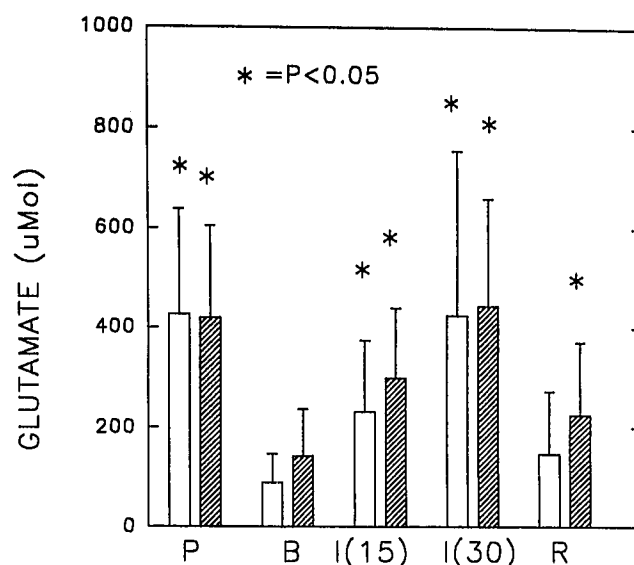 1000
* =P<0.05
800
600
400
200
0
GLUTAMATE (uMol)
* * * * * * *
P B I(15) I(30) R